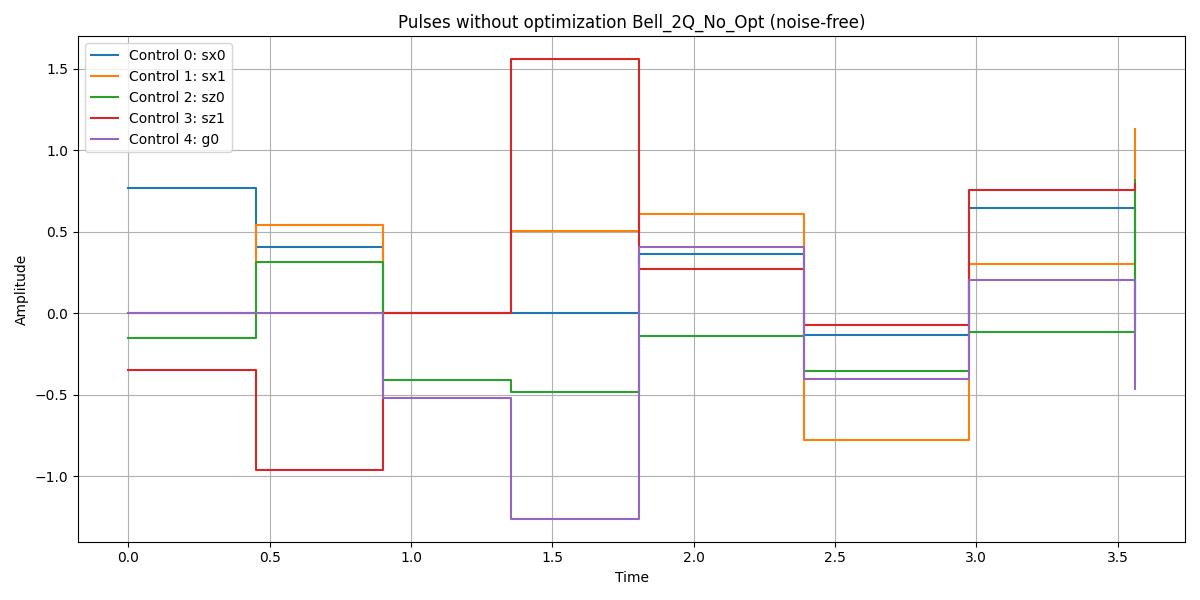 Pulses without optimization Bell_2Q_No_Opt (noise-free)
Control 0: sx0
Control 1: sx1
Control 2: sz0
Control 3: sz1
Control 4: g0
1.5
1.0
0.5
0.0
−0.5
−1.0
Amplitude
0.0 0.5 1.0 1.5 2.0 2.5 3.0 3.5
Time